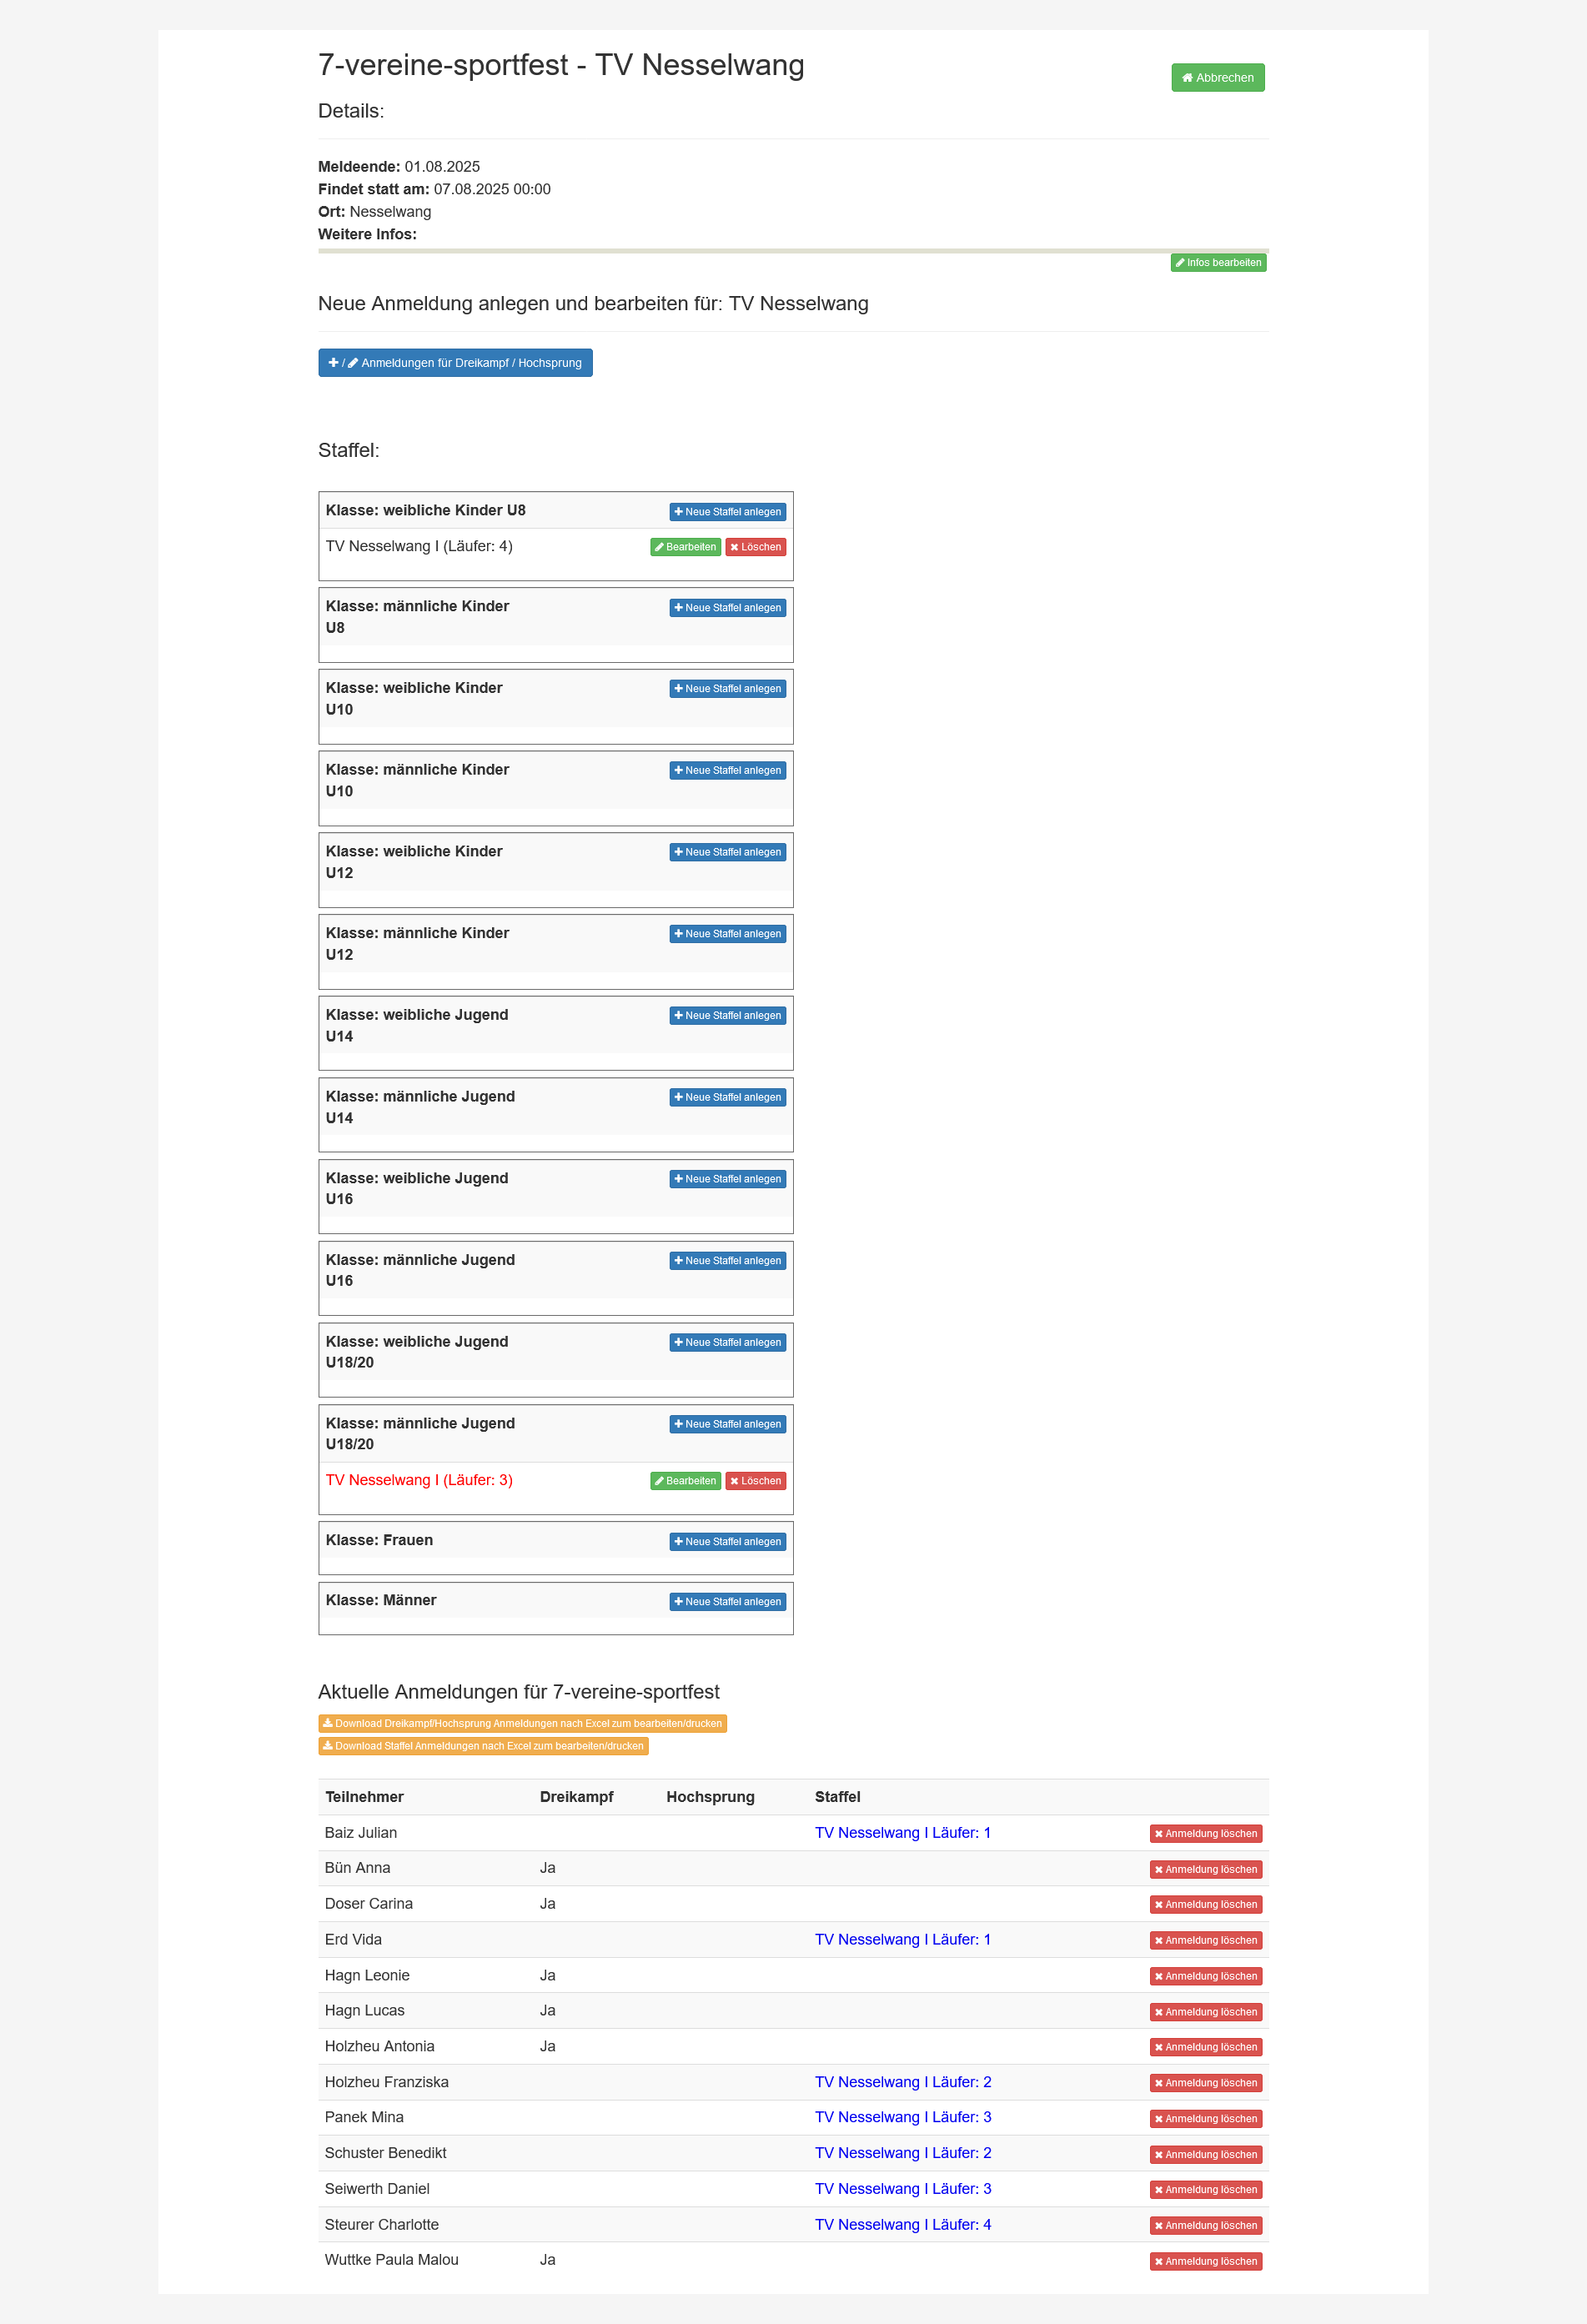 7-vereine-sportfest - TV Nesselwang
Abbrechen
Details:
Meldeende: 01.08.2025
Findet statt am: 07.08.2025 00:00
Ort: Nesselwang
Weitere Infos:
Infos bearbeiten
Neue Anmeldung anlegen und bearbeiten für: TV Nesselwang
/ Anmeldungen für Dreikampf / Hochsprung
Staffel:
Klasse: weibliche Kinder U8 Neue Staffel anlegen
TV Nesselwang I (Läufer: 4) Bearbeiten Löschen
Klasse: männliche Kinder Neue Staffel anlegen
U8
Klasse: weibliche Kinder Neue Staffel anlegen
U10
Klasse: männliche Kinder Neue Staffel anlegen
U10
Klasse: weibliche Kinder Neue Staffel anlegen
U12
Klasse: männliche Kinder Neue Staffel anlegen
U12
Klasse: weibliche Jugend Neue Staffel anlegen
U14
Klasse: männliche Jugend Neue Staffel anlegen
U14
Klasse: weibliche Jugend Neue Staffel anlegen
U16
Klasse: männliche Jugend Neue Staffel anlegen
U16
Klasse: weibliche Jugend Neue Staffel anlegen
U18/20
Klasse: männliche Jugend Neue Staffel anlegen
U18/20
TV Nesselwang I (Läufer: 3) Bearbeiten Löschen
Klasse: Frauen Neue Staffel anlegen
Klasse: Männer Neue Staffel anlegen
Aktuelle Anmeldungen für 7-vereine-sportfest
Download Dreikampf/Hochsprung Anmeldungen nach Excel zum bearbeiten/drucken
Download Staffel Anmeldungen nach Excel zum bearbeiten/drucken
Teilnehmer Dreikampf Hochsprung Staffel
Baiz Julian TV Nesselwang I Läufer: 1 Anmeldung löschen
Bün Anna Ja Anmeldung löschen
Doser Carina Ja Anmeldung löschen
Erd Vida TV Nesselwang I Läufer: 1 Anmeldung löschen
Hagn Leonie Ja Anmeldung löschen
Hagn Lucas Ja Anmeldung löschen
Holzheu Antonia Ja Anmeldung löschen
Holzheu Franziska TV Nesselwang I Läufer: 2 Anmeldung löschen
Panek Mina TV Nesselwang I Läufer: 3 Anmeldung löschen
Schuster Benedikt TV Nesselwang I Läufer: 2 Anmeldung löschen
Seiwerth Daniel TV Nesselwang I Läufer: 3 Anmeldung löschen
Steurer Charlotte TV Nesselwang I Läufer: 4 Anmeldung löschen
Wuttke Paula Malou Ja Anmeldung löschen